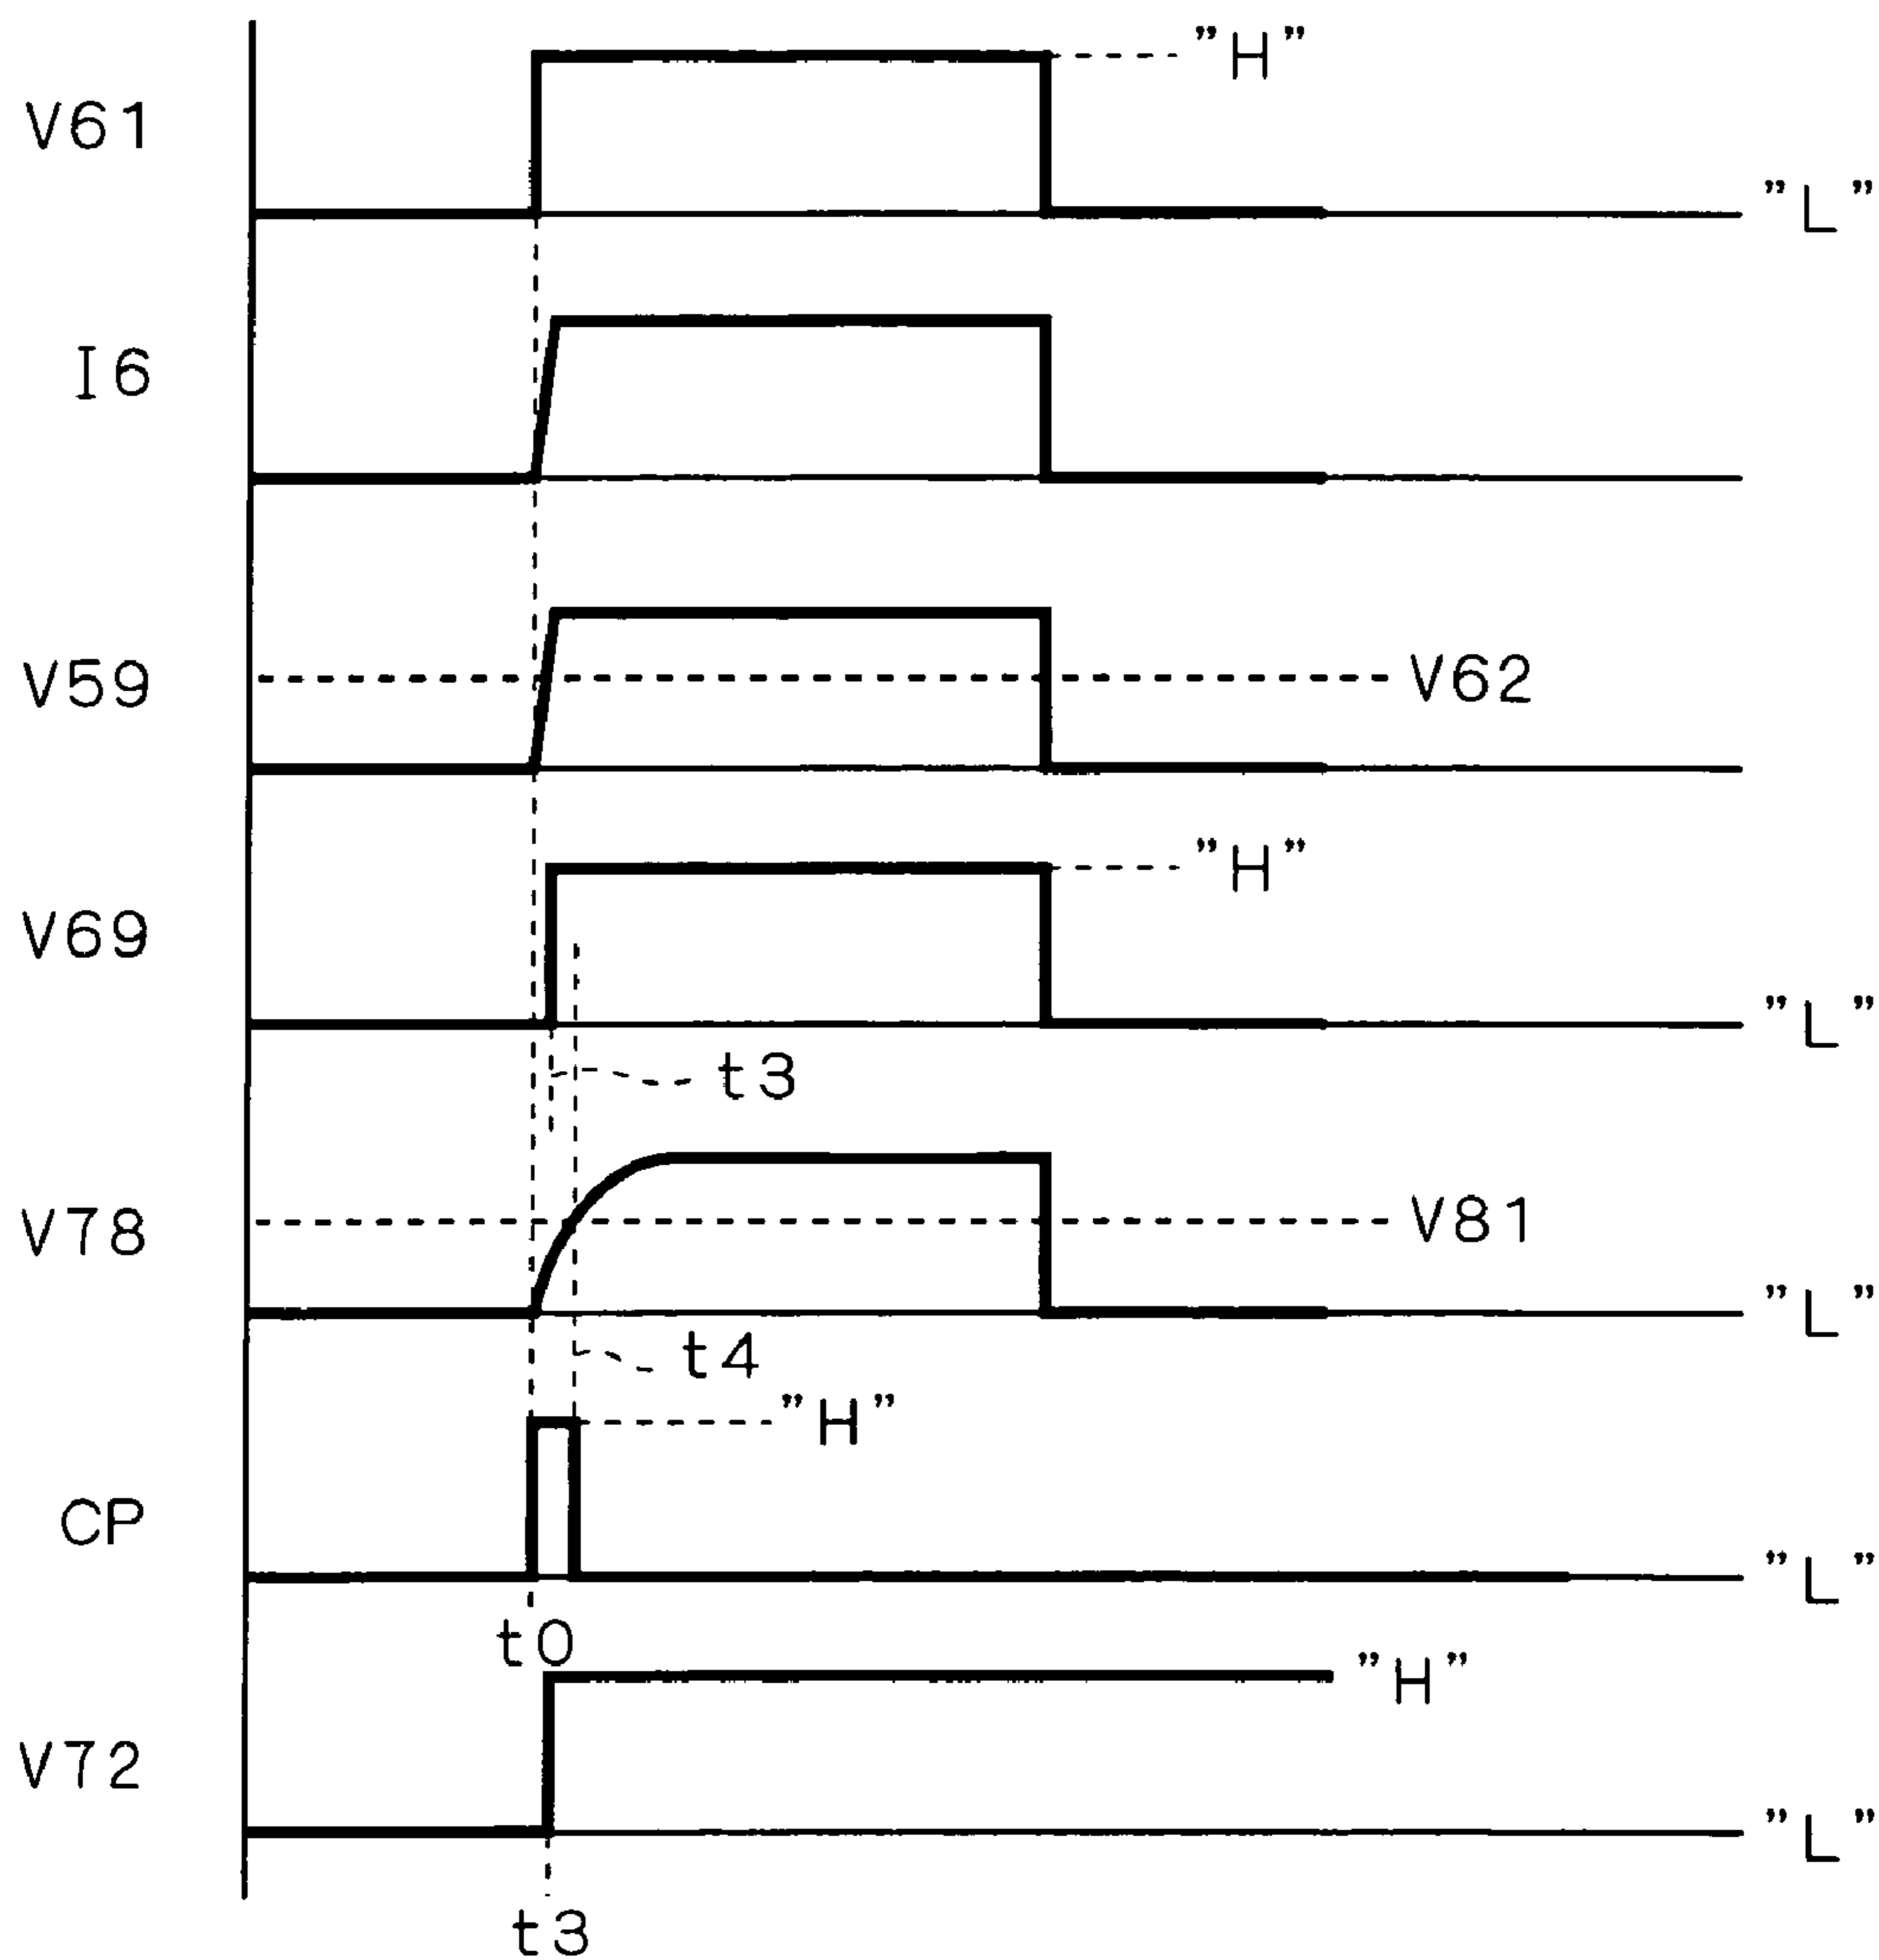 V61 ”H”
”L”
I6
V59 V62
V69 ”H”
”L”
t3
V78 V81
”L”
t4
CP ”H”
”L”
t0
V72 ”H”
”L”
t3